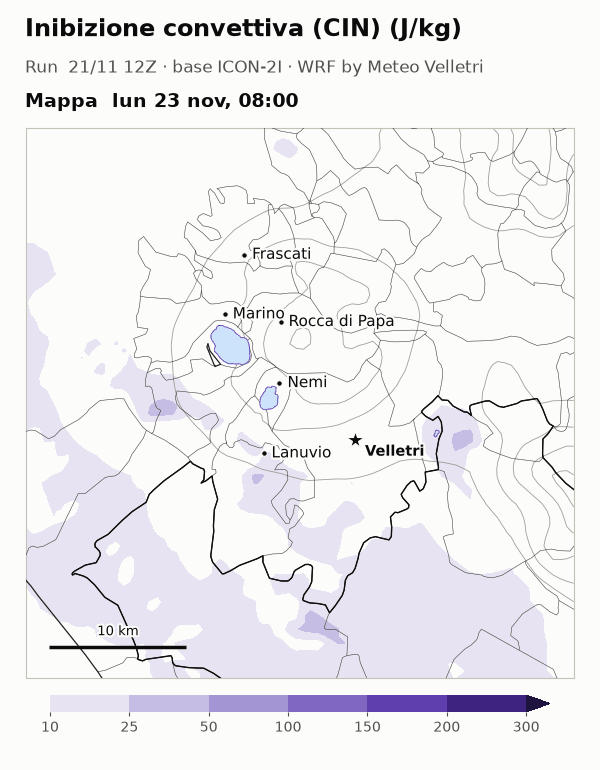 Inibizione convettiva (CIN) (J/kg)
Run  21/11 12Z · base ICON-2I · WRF by Meteo Velletri
Mappa  lun 23 nov, 08:00
Frascati
Marino
Rocca di Papa
Nemi
Velletri
Lanuvio
10 km
10 25 50 100 150 200 300